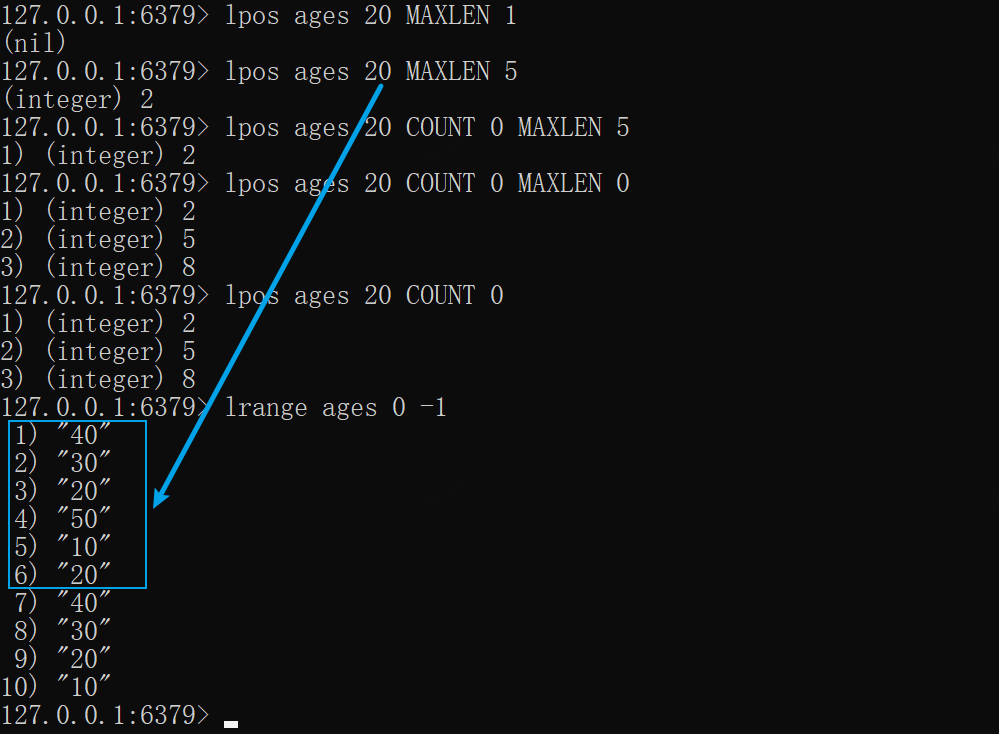 127.0.0.1:6379> lpos ages 20 MAXLEN 1
(nil)
127.0.0.1:6379> lpos ages 20 MAXLEN 5
(integer) 2
127.0.0.1:6379> lpos ages 20 COUNT 0 MAXLEN 5
1) (integer) 2
127.0.0.1:6379> lpos ages 20 COUNT 0 MAXLEN 0
1) (integer) 2
2) (integer) 5
3) (integer) 8
127.0.0.1:6379> lpos ages 20 COUNT 0
1) (integer) 2
2) (integer) 5
3) (integer) 8
127.0.0.1:6379> lrange ages 0 -1
1) "40"
2) "30"
3) "20"
4) "50"
5) "10"
6) "20"
7) "40"
8) "30"
9) "20"
10) "10"
127.0.0.1:6379>